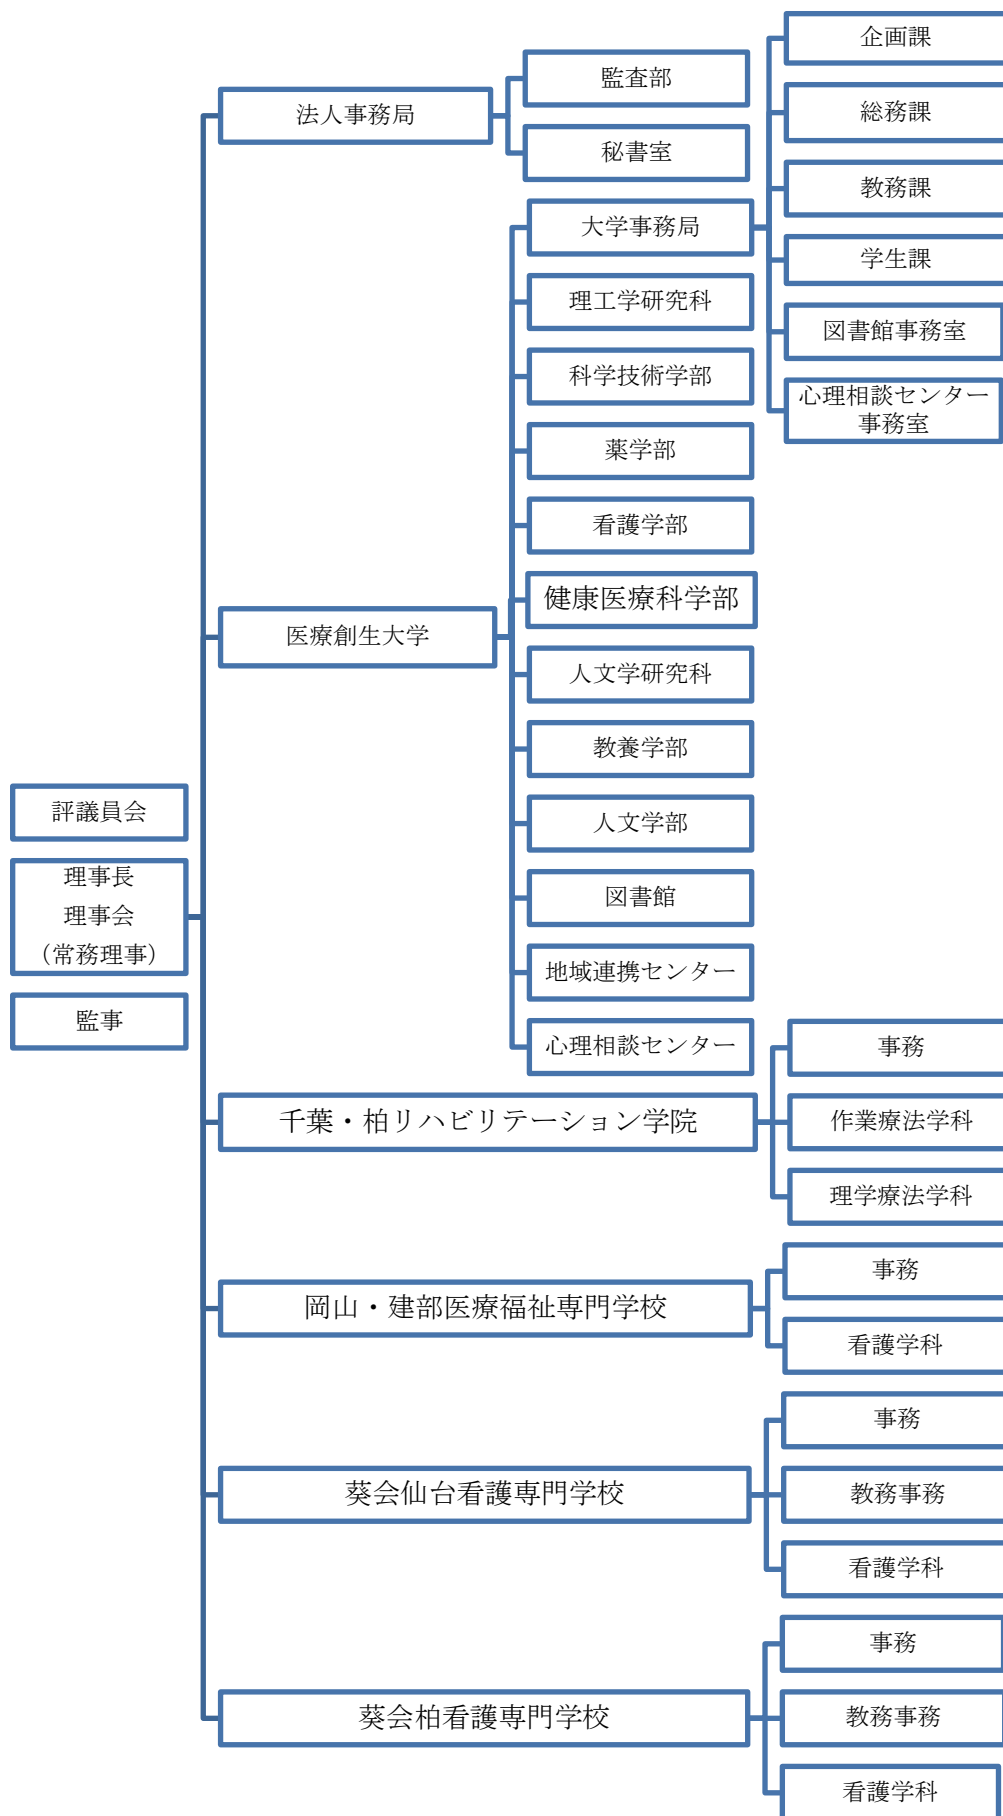 評議員会
理事長
理事会
（常務理事）
監事
法人事務局
監査部
秘書室
医療創生大学
大学事務局
企画課
総務課
教務課
学生課
図書館事務室
心理相談センター
事務室
理工学研究科
科学技術学部
薬学部
看護学部
健康医療科学部
人文学研究科
教養学部
人文学部
図書館
地域連携センター
心理相談センター
千葉・柏リハビリテーション学院
事務
作業療法学科
理学療法学科
岡山・建部医療福祉専門学校
事務
看護学科
葵会仙台看護専門学校
事務
教務事務
看護学科
葵会柏看護専門学校
事務
教務事務
看護学科